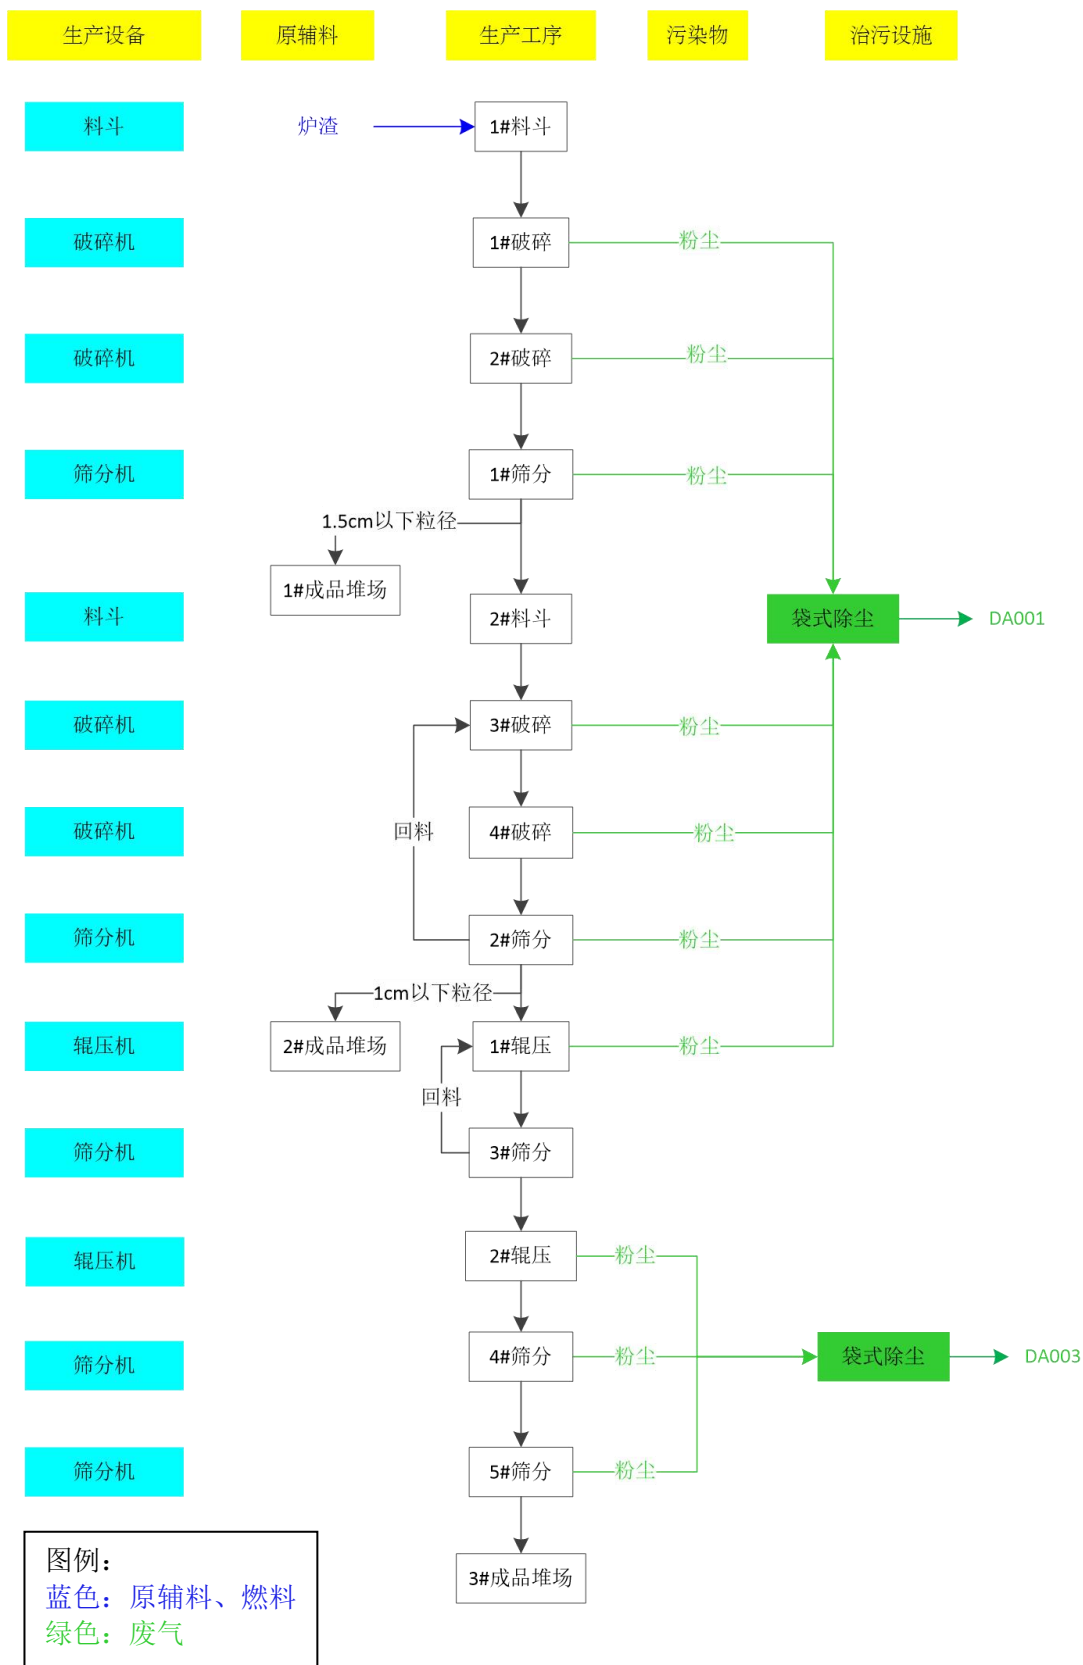 生产设备 原辅料 生产工序 污染物 治污设施
料斗 炉渣 1#料斗
破碎机 1#破碎 粉尘
破碎机 2#破碎 粉尘
筛分机 1#筛分 粉尘
1.5cm以下粒径
1#成品堆场
料斗 2#料斗 袋式除尘 DA001
破碎机 3#破碎 粉尘
破碎机 回料 4#破碎 粉尘
筛分机 2#筛分 粉尘
1cm以下粒径
辊压机 2#成品堆场 1#辊压 粉尘
回料
筛分机 3#筛分
辊压机 2#辊压 粉尘
筛分机 4#筛分 粉尘 袋式除尘 DA003
筛分机 5#筛分 粉尘
3#成品堆场
图例：
蓝色：原辅料、燃料
绿色：废气